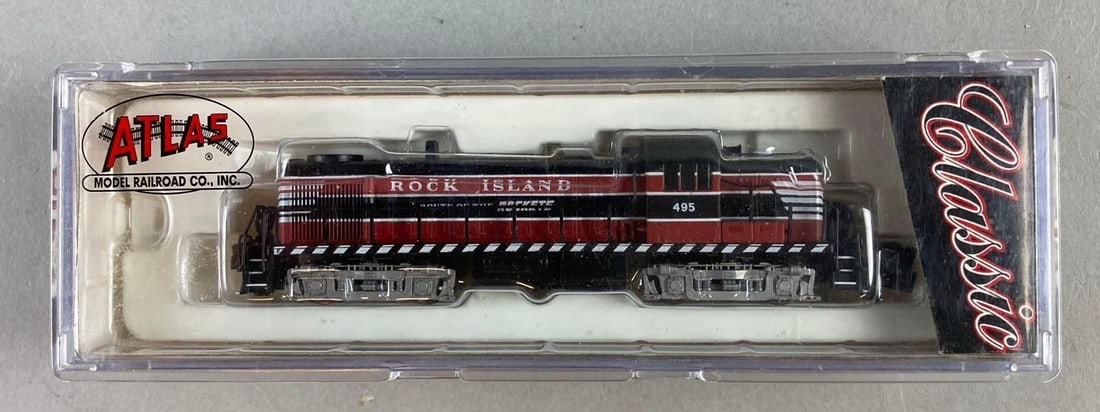 ATLAS®
MODEL RAILROAD CO., INC.
ROCK ISLAND
ROUTE OF THE ROCKETS
495
Classic